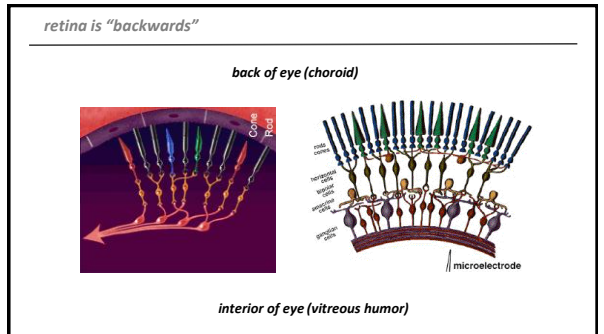 retina is "backwards"
back of eye (choroid)
Cone
Rod
rods
cones
horizontal
cells
bipolar
cells
amacrine
cells
ganglion
cells
microelectrode
interior of eye (vitreous humor)